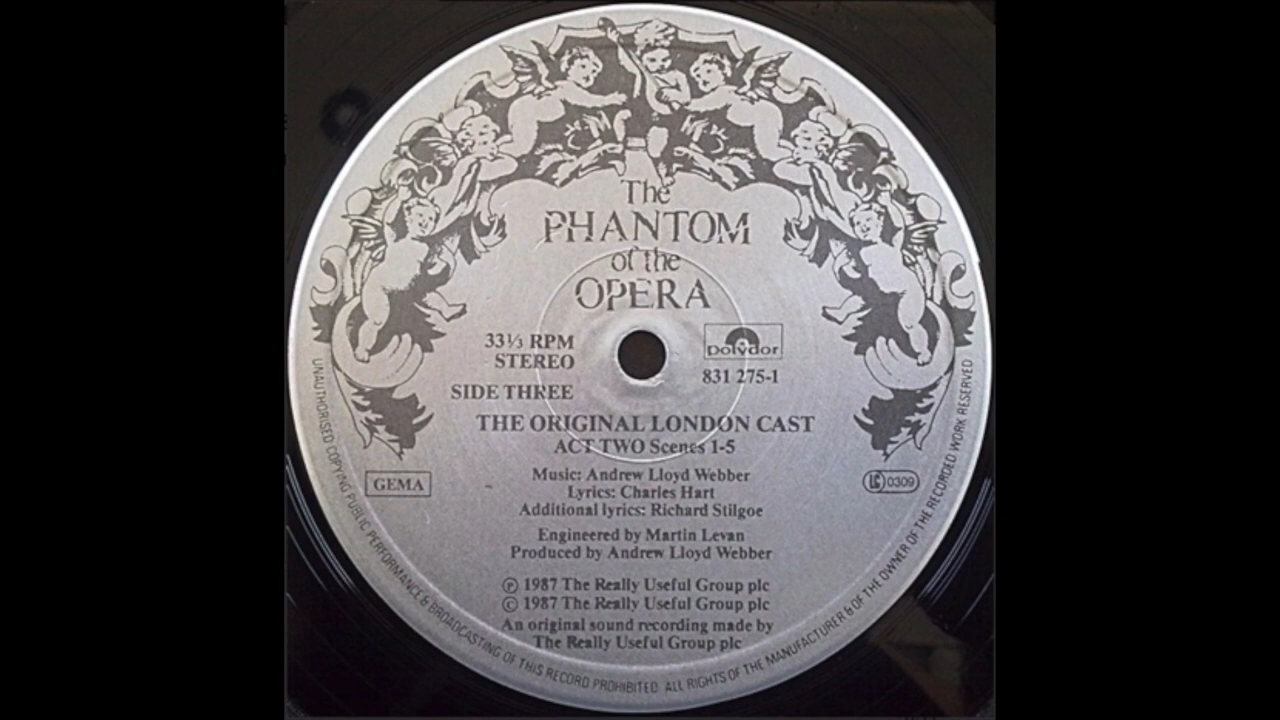 The
PHANTOM
of the
OPERA
33⅓ RPM
STEREO
SIDE THREE
polydor
831 275-1
THE ORIGINAL LONDON CAST
ACT TWO Scenes 1-5
GEMA
LC 0309
Music: Andrew Lloyd Webber
Lyrics: Charles Hart
Additional lyrics: Richard Stilgoe
Engineered by Martin Levan
Produced by Andrew Lloyd Webber
℗ 1987 The Really Useful Group plc
© 1987 The Really Useful Group plc
An original sound recording made by
The Really Useful Group plc
UNAUTHORISED COPYING PUBLIC PERFORMANCE & BROADCASTING OF THIS RECORD PROHIBITED. ALL RIGHTS OF THE MANUFACTURER & OF THE OWNER OF THE RECORDED WORK RESERVED